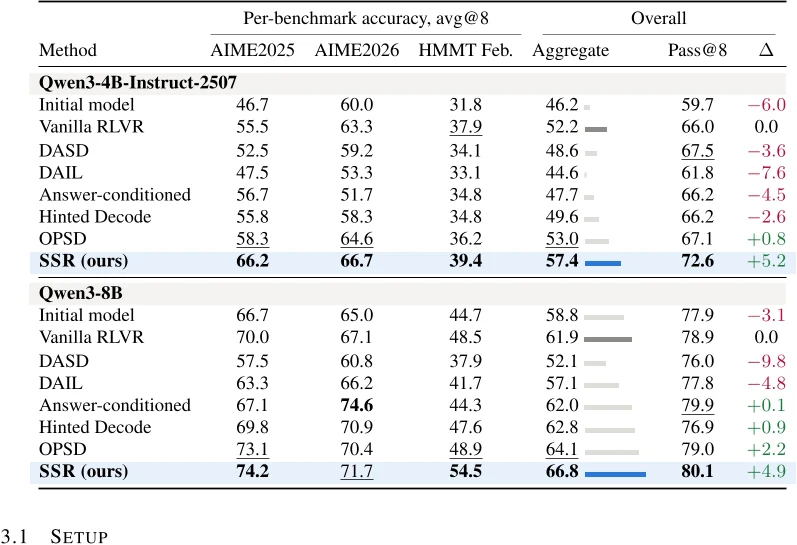 Per-benchmark accuracy, avg@8 Overall
Method AIME2025 AIME2026 HMMT Feb. Aggregate Pass@8 Δ
Qwen3-4B-Instruct-2507
Initial model 46.7 60.0 31.8 46.2 59.7 −6.0
Vanilla RLVR 55.5 63.3 37.9 52.2 66.0 0.0
DASD 52.5 59.2 34.1 48.6 67.5 −3.6
DAIL 47.5 53.3 33.1 44.6 61.8 −7.6
Answer-conditioned 56.7 51.7 34.8 47.7 66.2 −4.5
Hinted Decode 55.8 58.3 34.8 49.6 66.2 −2.6
OPSD 58.3 64.6 36.2 53.0 67.1 +0.8
SSR (ours) 66.2 66.7 39.4 57.4 72.6 +5.2
Qwen3-8B
Initial model 66.7 65.0 44.7 58.8 77.9 −3.1
Vanilla RLVR 70.0 67.1 48.5 61.9 78.9 0.0
DASD 57.5 60.8 37.9 52.1 76.0 −9.8
DAIL 63.3 66.2 41.7 57.1 77.8 −4.8
Answer-conditioned 67.1 74.6 44.3 62.0 79.9 +0.1
Hinted Decode 69.8 70.9 47.6 62.8 76.9 +0.9
OPSD 73.1 70.4 48.9 64.1 79.0 +2.2
SSR (ours) 74.2 71.7 54.5 66.8 80.1 +4.9
3.1 SETUP